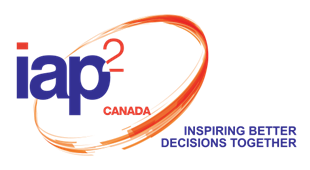 iap2
CANADA
INSPIRING BETTER
DECISIONS TOGETHER